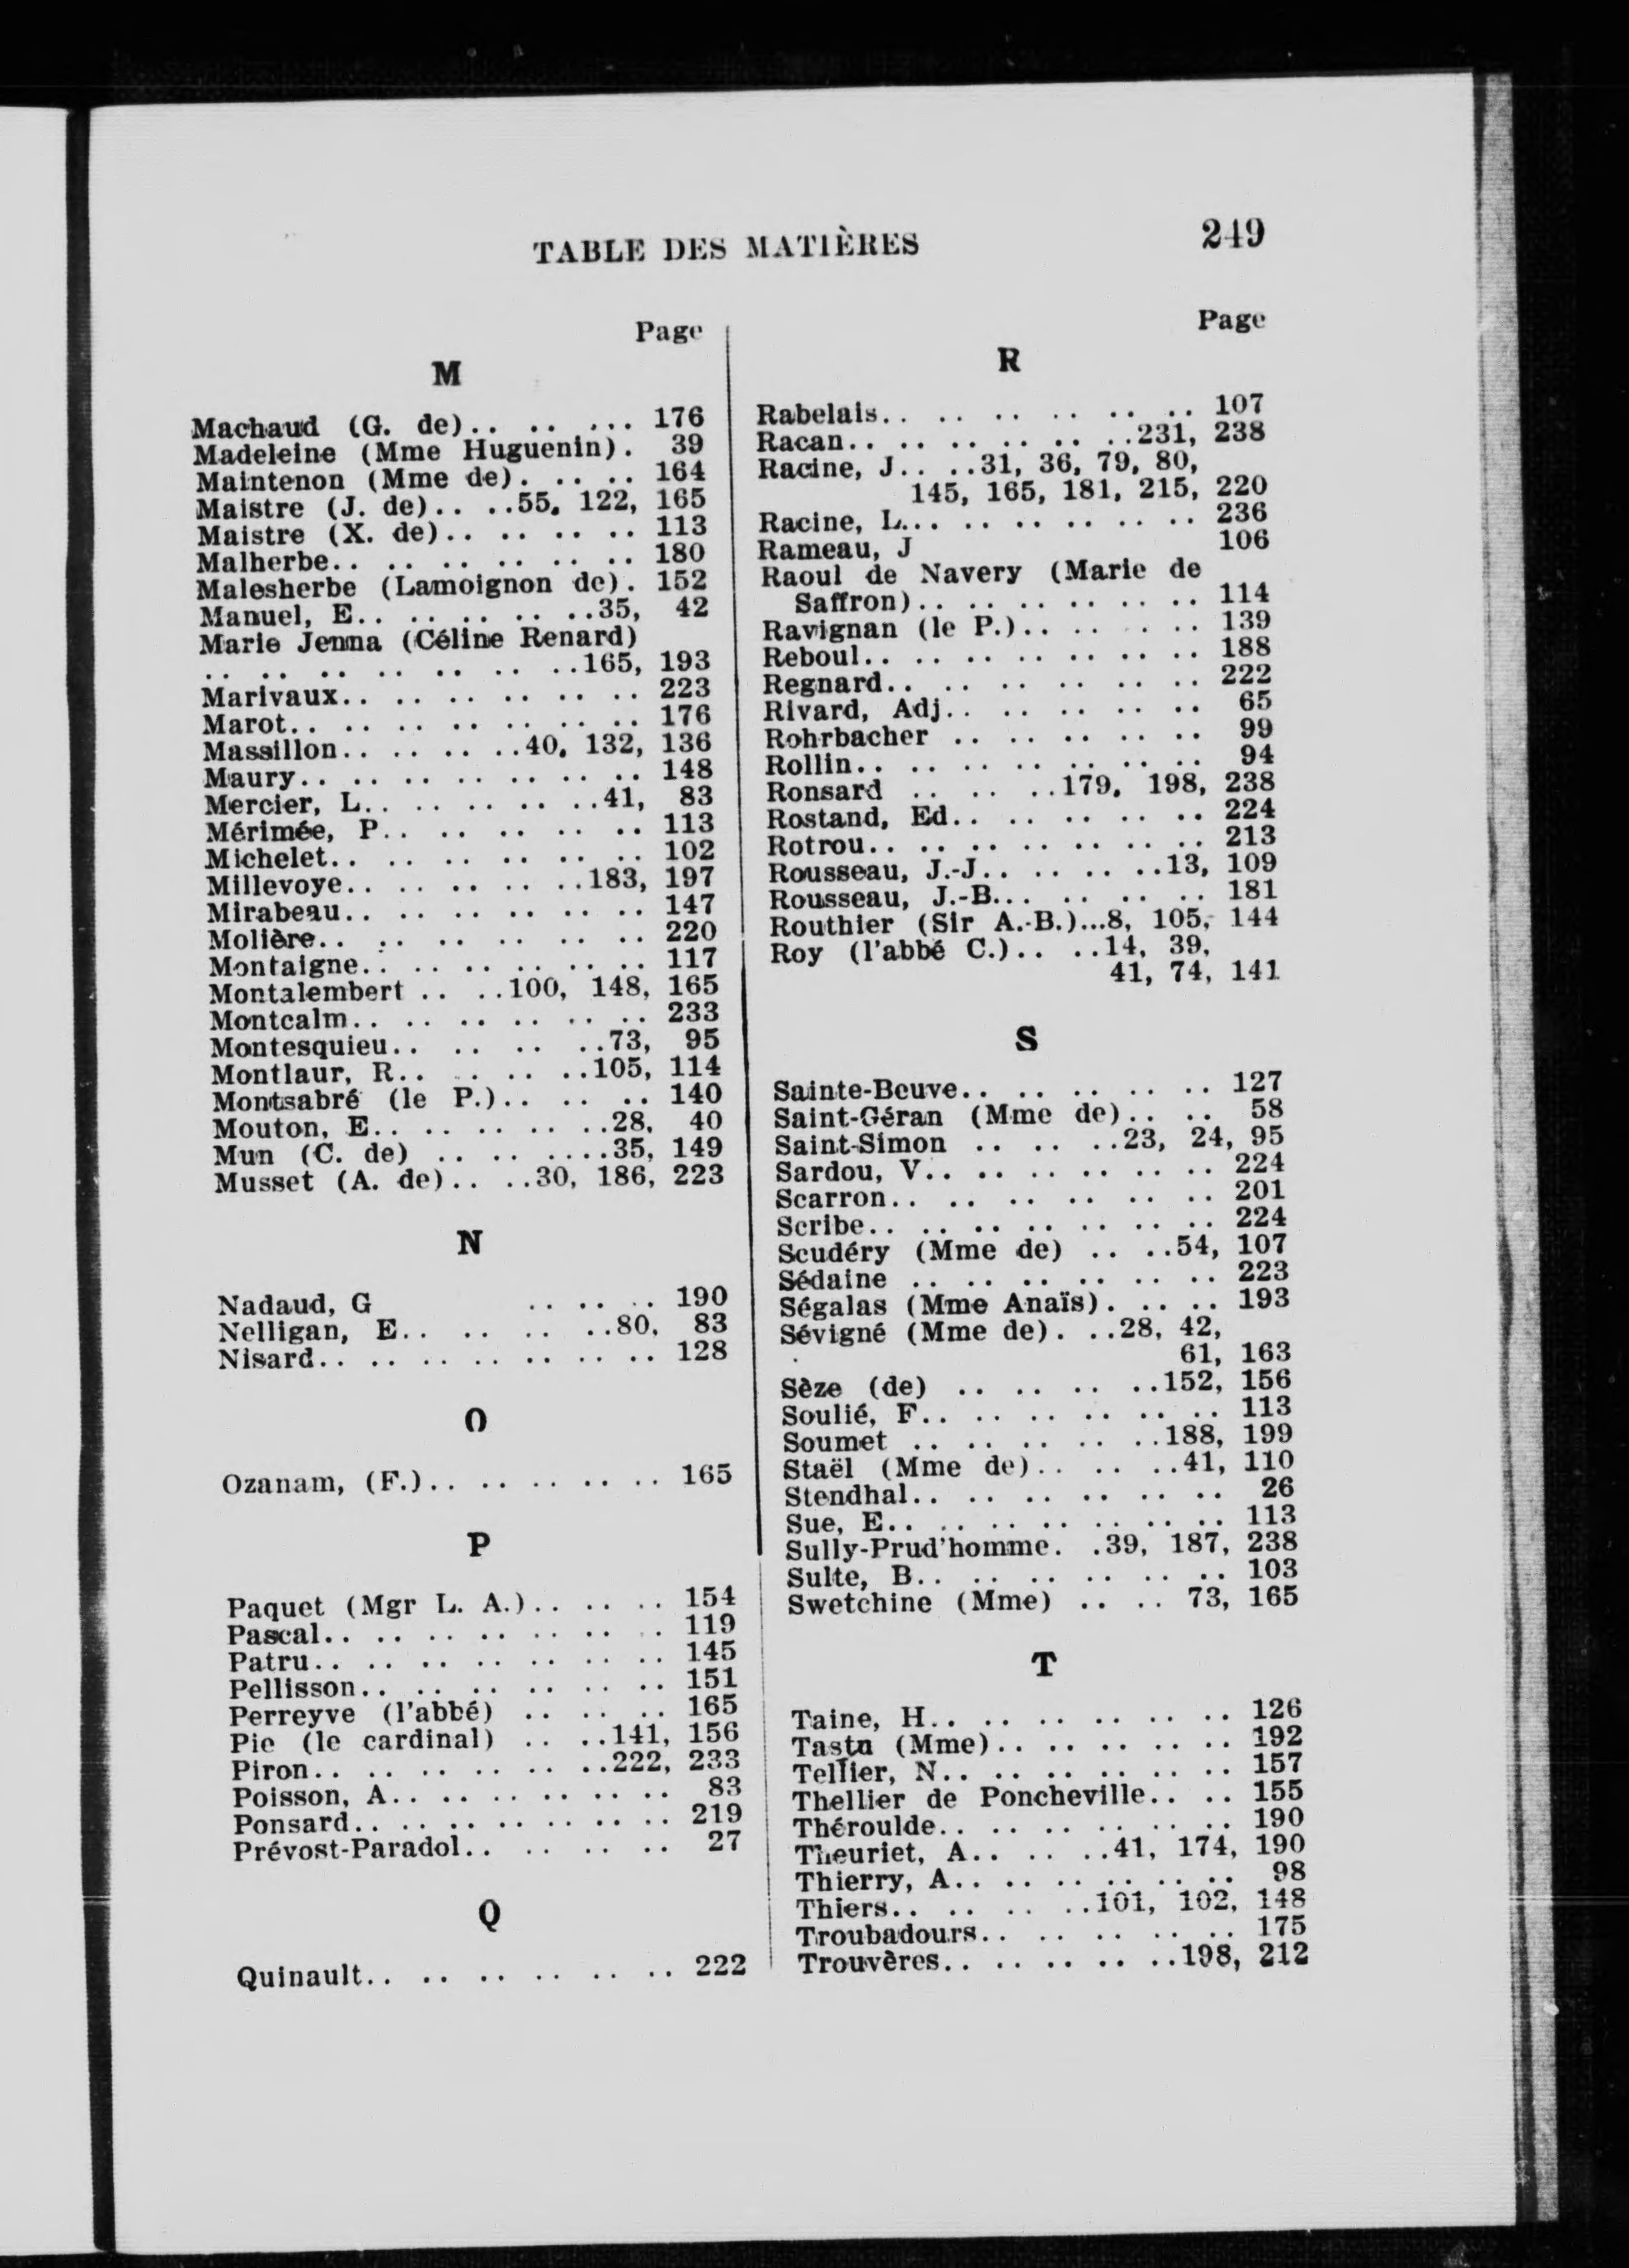 TABLE DES MATIÈRES 249
Page
M
Machaud (G. de).. .. ... 176
Madeleine (Mme Huguenin). 39
Maintenon (Mme de). .. .. 164
Maistre (J. de).. ..55, 122, 165
Maistre (X. de).. .. .. .. 113
Malherbe.. .. .. .. .. .. 180
Malesherbe (Lamoignon de). 152
Manuel, E.. .. .. .. ..35, 42
Marie Jenna (Céline Renard)
.. .. .. .. .. .. ..165, 193
Marivaux.. .. .. .. .. .. 223
Marot.. .. .. .. .. .. .. 176
Massillon.. .. .. ..40, 132, 136
Maury.. .. .. .. .. .. .. 148
Mercier, L.. .. .. .. ..41, 83
Mérimée, P.. .. .. .. .. 113
Michelet.. .. .. .. .. .. 102
Millevoye.. .. .. .. ..183, 197
Mirabeau.. .. .. .. .. .. 147
Molière.. .. .. .. .. .. 220
Montaigne.. .. .. .. .. .. 117
Montalembert .. ..100, 148, 165
Montcalm.. .. .. .. .. .. 233
Montesquieu.. .. .. ..73, 95
Montlaur, R.. .. .. ..105, 114
Montsabré (le P.).. .. .. 140
Mouton, E.. .. .. .. ..28, 40
Mun (C. de) .. .. ....35, 149
Musset (A. de).. ..30, 186, 223
N
Nadaud, G .. .. .. 190
Nelligan, E.. .. .. ..80, 83
Nisard.. .. .. .. .. .. .. 128
O
Ozanam, (F.).. .. .. .. .. 165
P
Paquet (Mgr L. A.).. .. .. 154
Pascal.. .. .. .. .. .. .. 119
Patru.. .. .. .. .. .. .. 145
Pellisson.. .. .. .. .. .. 151
Perreyve (l'abbé) .. .. .. 165
Pie (le cardinal) .. ..141, 156
Piron.. .. .. .. .. ..222, 233
Poisson, A.. .. .. .. .. .. 83
Ponsard.. .. .. .. .. .. .. 219
Prévost-Paradol.. .. .. .. 27
Q
Quinault.. .. .. .. .. .. 222
Page
R
Rabelais.. .. .. .. .. .. 107
Racan.. .. .. .. .. ..231, 238
Racine, J.. ..31, 36, 79, 80,
145, 165, 181, 215, 220
Racine, L... .. .. .. .. .. 236
Rameau, J 106
Raoul de Navery (Marie de
Saffron).. .. .. .. .. .. 114
Ravignan (le P.).. .. .. .. 139
Reboul.. .. .. .. .. .. .. 188
Regnard.. .. .. .. .. .. 222
Rivard, Adj.. .. .. .. .. 65
Rohrbacher .. .. .. .. .. 99
Rollin.. .. .. .. .. .. .. 94
Ronsard .. .. ..179, 198, 238
Rostand, Ed.. .. .. .. .. 224
Rotrou.. .. .. .. .. .. .. 213
Rousseau, J.-J.. .. .. ..13, 109
Rousseau, J.-B... .. .. .. 181
Routhier (Sir A.-B.)...8, 105, 144
Roy (l'abbé C.).. ..14, 39,
41, 74, 141
S
Sainte-Beuve.. .. .. .. .. 127
Saint-Géran (Mme de).. .. 58
Saint-Simon .. .. ..23, 24, 95
Sardou, V.. .. .. .. .. .. 224
Scarron.. .. .. .. .. .. .. 201
Scribe.. .. .. .. .. .. .. 224
Scudéry (Mme de) .. ..54, 107
Sédaine .. .. .. .. .. .. 223
Ségalas (Mme Anaïs). .. .. 193
Sévigné (Mme de). ..28, 42,
61, 163
Sèze (de) .. .. .. ..152, 156
Soulié, F.. .. .. .. .. .. 113
Soumet .. .. .. .. ..188, 199
Staël (Mme de).. .. ..41, 110
Stendhal.. .. .. .. .. .. 26
Sue, E.. .. .. .. .. .. .. 113
Sully-Prud'homme. .39, 187, 238
Sulte, B.. .. .. .. .. .. 103
Swetchine (Mme) .. .. 73, 165
T
Taine, H.. .. .. .. .. .. 126
Tastu (Mme).. .. .. .. .. 192
Tellier, N.. .. .. .. .. .. 157
Thellier de Poncheville.. .. 155
Théroulde.. .. .. .. .. .. 190
Theuriet, A.. .. ..41, 174, 190
Thierry, A.. .. .. .. .. .. 98
Thiers.. .. .. ..101, 102, 148
Troubadours.. .. .. .. .. 175
Trouvères.. .. .. .. ..198, 212